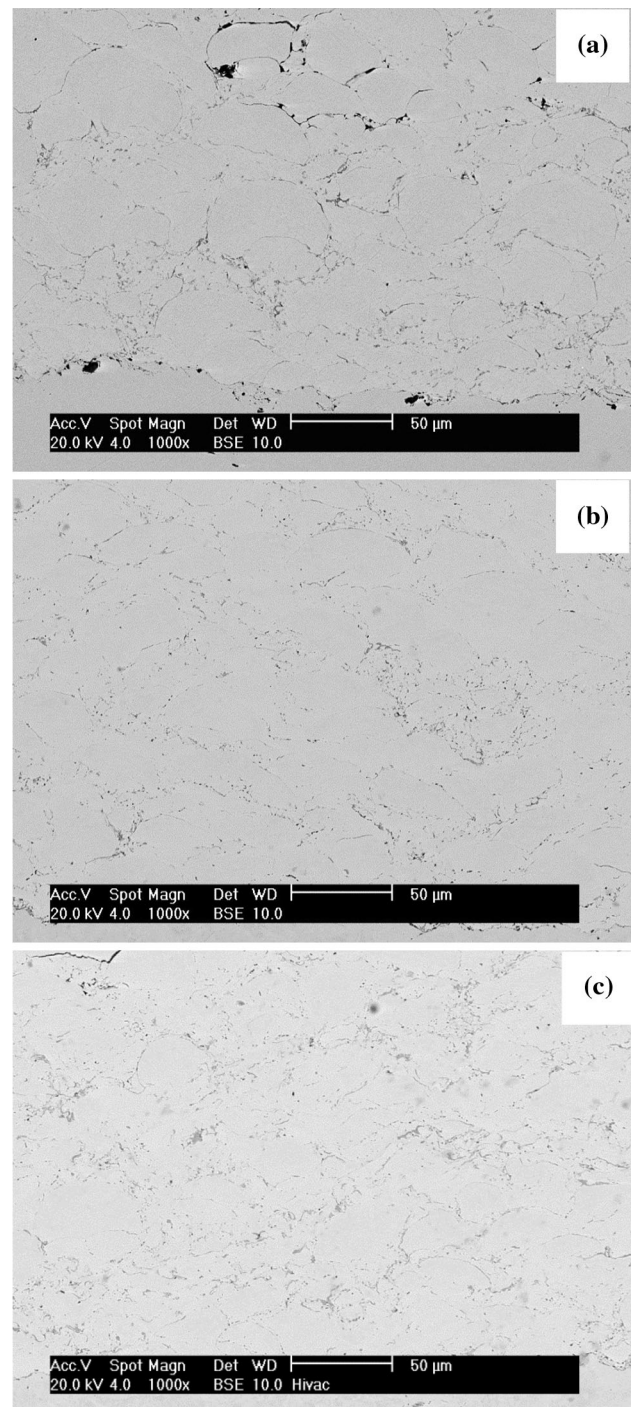 (a)
Acc.V Spot Magn Det WD 50 µm
20.0 kV 4.0 1000x BSE 10.0
(b)
Acc.V Spot Magn Det WD 50 µm
20.0 kV 4.0 1000x BSE 10.0
(c)
Acc.V Spot Magn Det WD 50 µm
20.0 kV 4.0 1000x BSE 10.0 Hivac